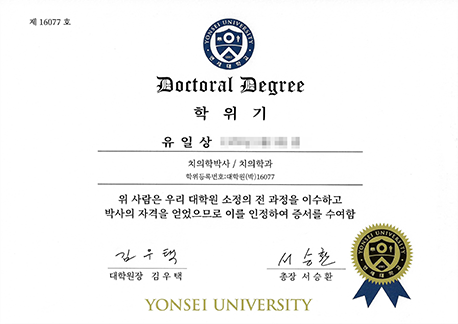 제 16077 호
YONSEI UNIVERSITY
연세대학교
Doctoral Degree
학 위 기
유 일 상
치의학박사 / 치의학과
학위등록번호:대학원(박)16077
위 사람은 우리 대학원 소정의 전 과정을 이수하고
박사의 자격을 얻었으므로 이를 인정하여 증서를 수여함
김우택
서승환
대학원장 김 우 택
총장 서 승 환
YONSEI UNIVERSITY
연세대학교
YONSEI UNIVERSITY